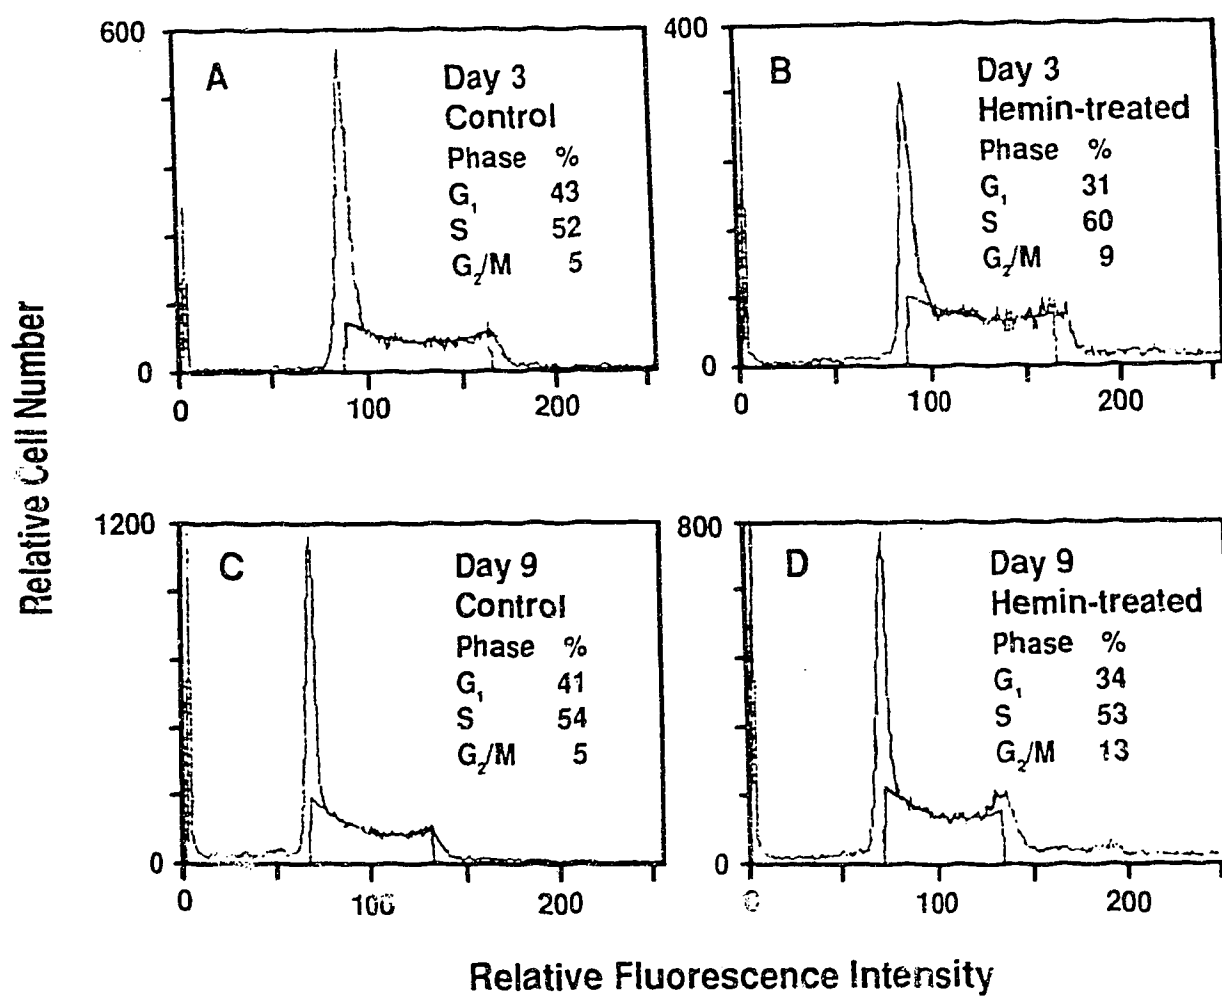 Relative Cell Number
600
0
0
100
200
A
Day 3
Control
Phase %
G1 43
S 52
G2/M 5
400
0
0
100
200
B
Day 3
Hemin-treated
Phase %
G1 31
S 60
G2/M 9
1200
0
0
100
200
C
Day 9
Control
Phase %
G1 41
S 54
G2/M 5
800
0
0
100
200
D
Day 9
Hemin-treated
Phase %
G1 34
S 53
G2/M 13
Relative Fluorescence Intensity